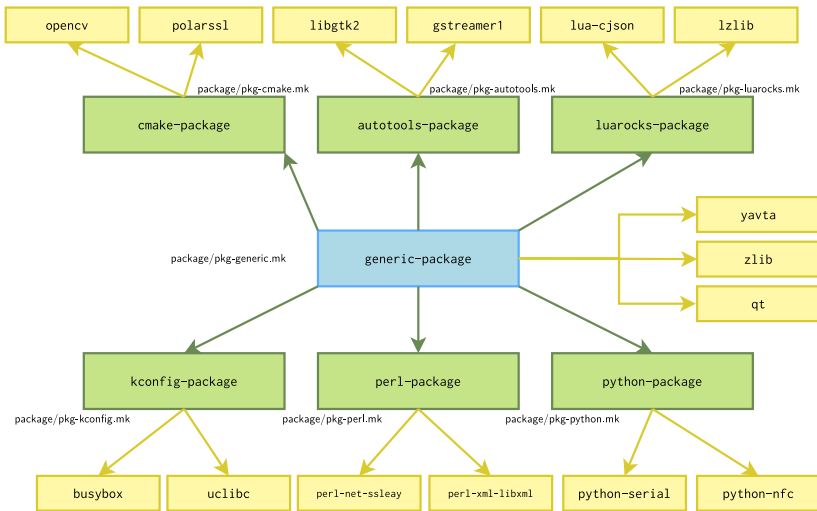 opencv
polarssl
libgtk2
gstreamer1
lua-cjson
lzlib
package/pkg-cmake.mk
package/pkg-autotools.mk
package/pkg-luarocks.mk
cmake-package
autotools-package
luarocks-package
yavta
package/pkg-generic.mk
generic-package
zlib
qt
kconfig-package
perl-package
python-package
package/pkg-kconfig.mk
package/pkg-perl.mk
package/pkg-python.mk
busybox
uclibc
perl-net-ssleay
perl-xml-libxml
python-serial
python-nfc